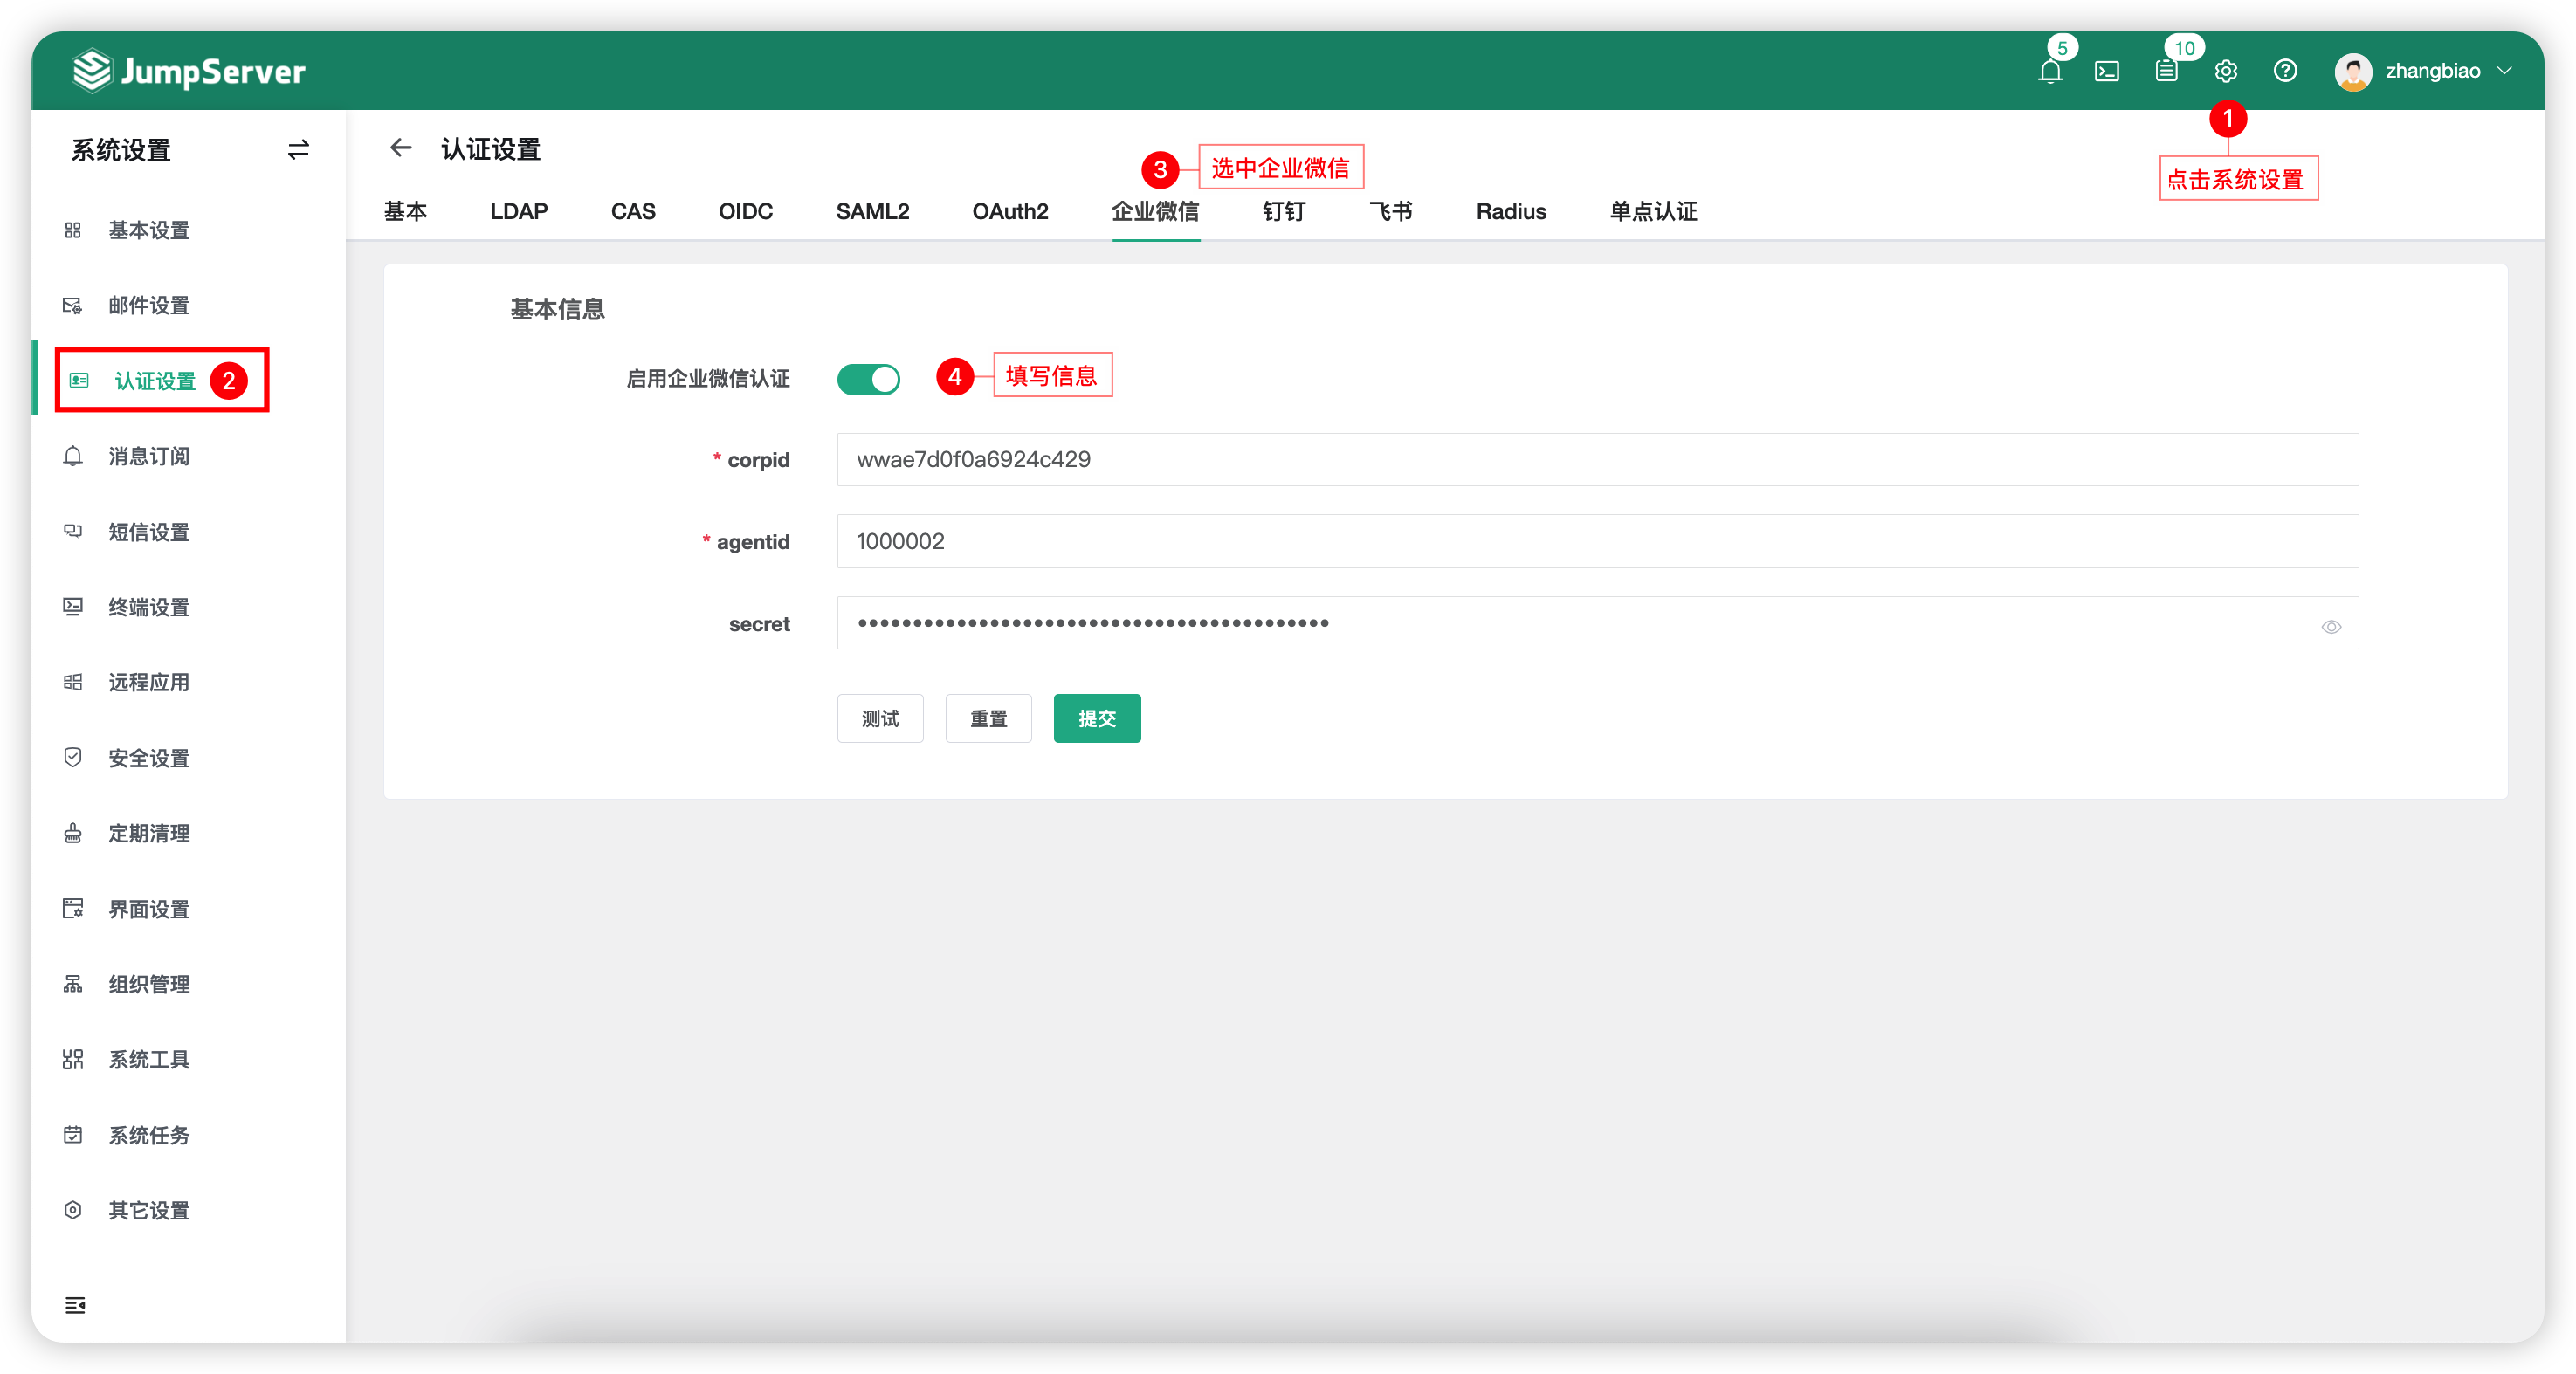 JumpServer
5
10
zhangbiao
1
点击系统设置
系统设置
认证设置
3
选中企业微信
基本 LDAP CAS OIDC SAML2 OAuth2 企业微信 钉钉 飞书 Radius 单点认证
基本设置
邮件设置
认证设置 2
消息订阅
短信设置
终端设置
远程应用
安全设置
定期清理
界面设置
组织管理
系统工具
系统任务
其它设置
基本信息
启用企业微信认证
4
填写信息
* corpid wwae7d0f0a6924c429
* agentid 1000002
secret •••••••••••••••••••••••••••••••••••••••••••
测试 重置 提交